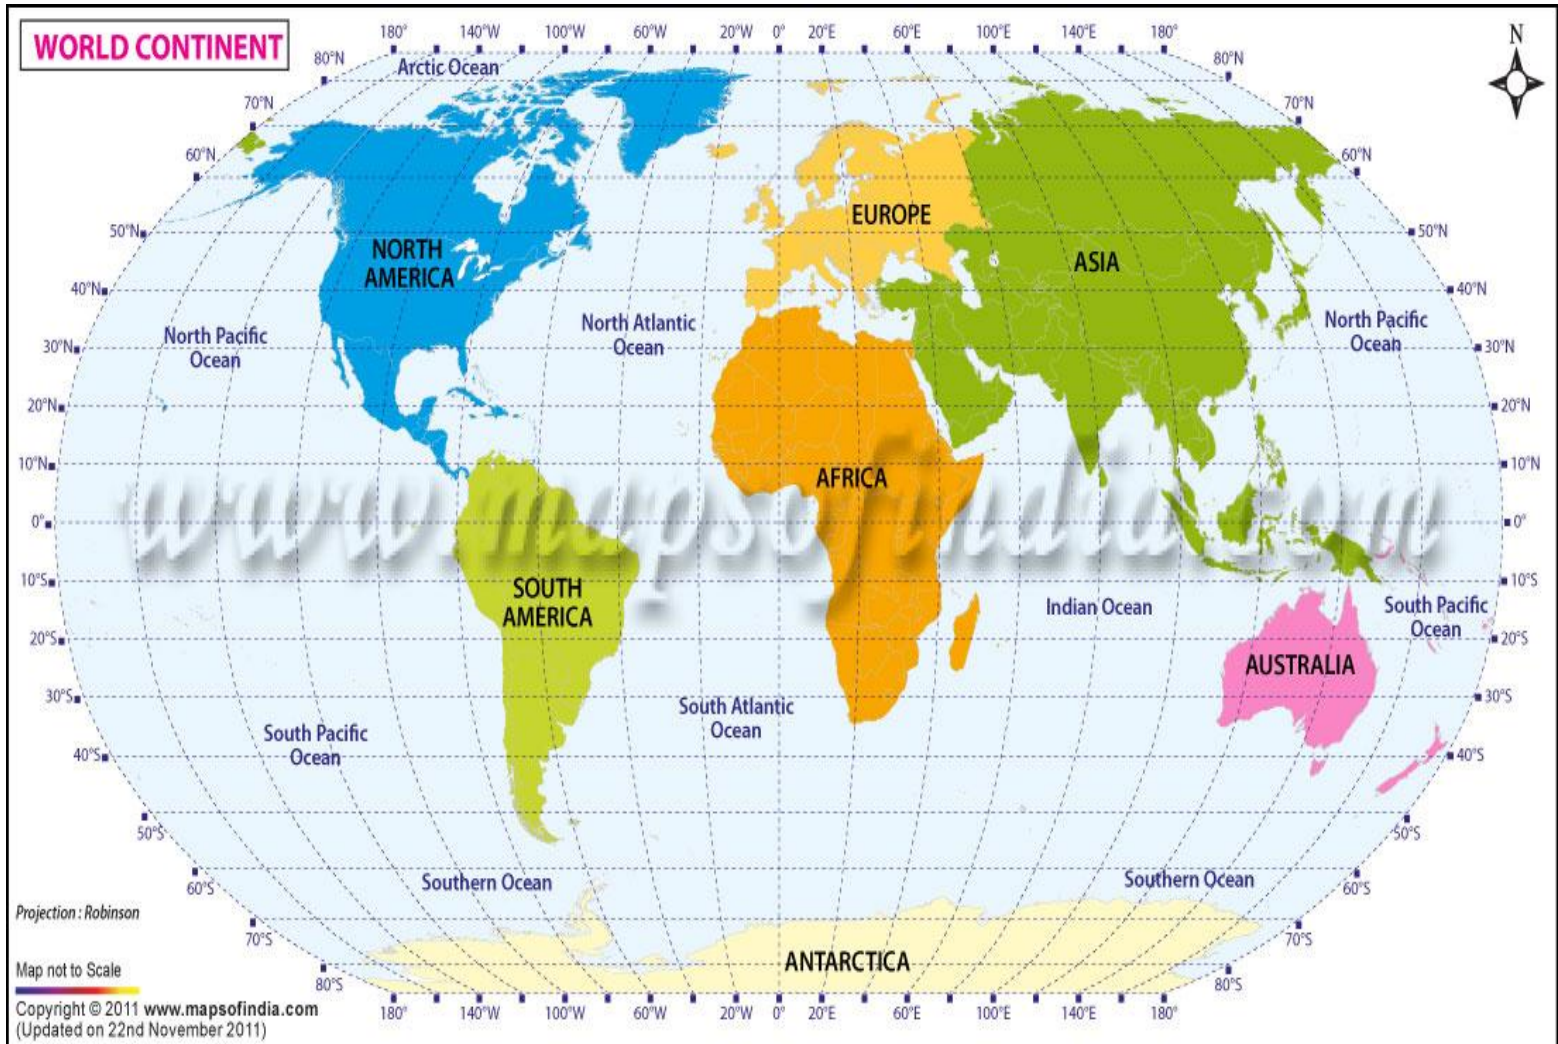 WORLD CONTINENT
N
180° 140°W 100°W 60°W 20°W 0° 20°E 60°E 100°E 140°E 180°
80°N 80°N
Arctic Ocean
70°N 70°N
60°N 60°N
EUROPE
50°N 50°N
NORTH
AMERICA
ASIA
40°N 40°N
North Pacific
Ocean
North Atlantic
Ocean
North Pacific
Ocean
30°N 30°N
20°N 20°N
10°N 10°N
AFRICA
www.mapsofindia.com
0° 0°
10°S 10°S
SOUTH
AMERICA
Indian Ocean
South Pacific
Ocean
20°S 20°S
AUSTRALIA
30°S 30°S
South Atlantic
Ocean
South Pacific
Ocean
40°S 40°S
50°S 50°S
Southern Ocean Southern Ocean
60°S 60°S
Projection : Robinson
70°S 70°S
ANTARCTICA
Map not to Scale
80°S 80°S
180° 140°W 100°W 60°W 20°W 0° 20°E 60°E 100°E 140°E 180°
Copyright © 2011 www.mapsofindia.com
(Updated on 22nd November 2011)